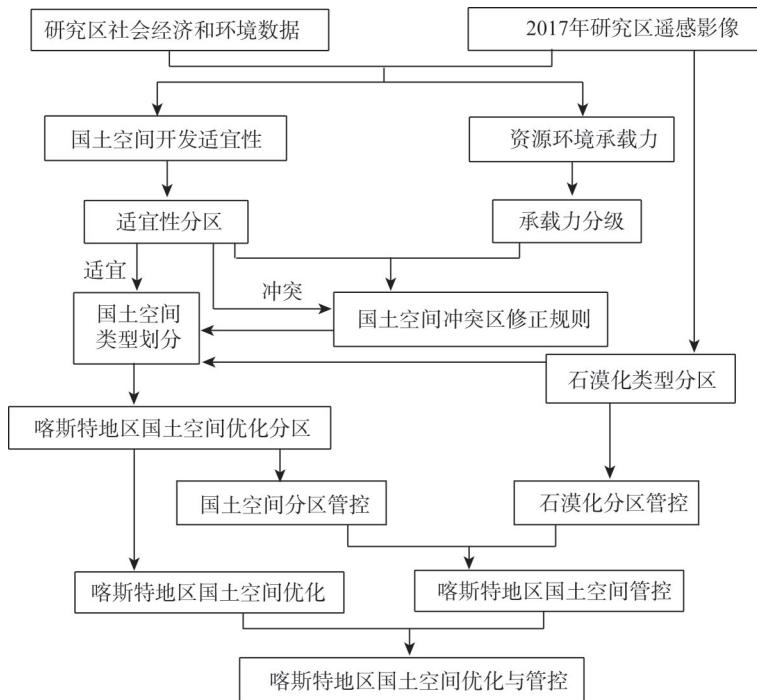 研究区社会经济和环境数据
2017年研究区遥感影像
国土空间开发适宜性
资源环境承载力
适宜性分区
承载力分级
适宜
冲突
国土空间
类型划分
国土空间冲突区修正规则
石漠化类型分区
喀斯特地区国土空间优化分区
国土空间分区管控
石漠化分区管控
喀斯特地区国土空间优化
喀斯特地区国土空间管控
喀斯特地区国土空间优化与管控